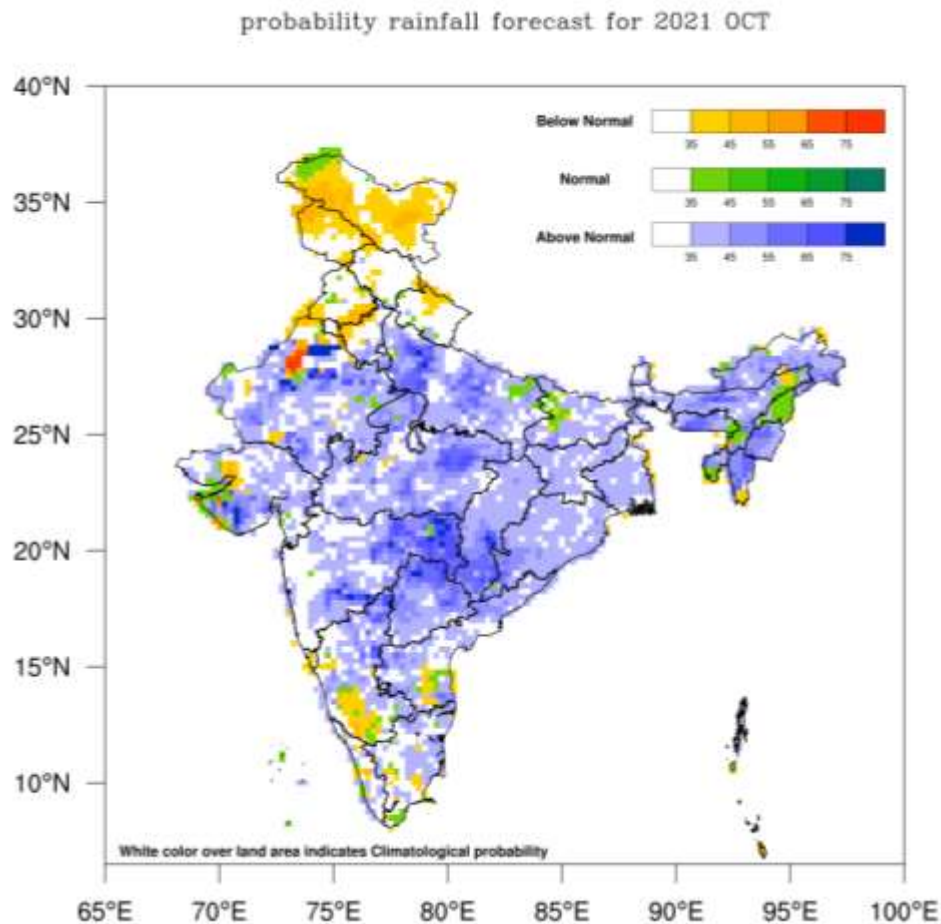 probability rainfall forecast for 2021 OCT
40°N
35°N
30°N
25°N
20°N
15°N
10°N
Below Normal
35 45 55 65 75
Normal
35 45 55 65 75
Above Normal
35 45 55 65 75
White color over land area indicates Climatological probability
65°E 70°E 75°E 80°E 85°E 90°E 95°E 100°E